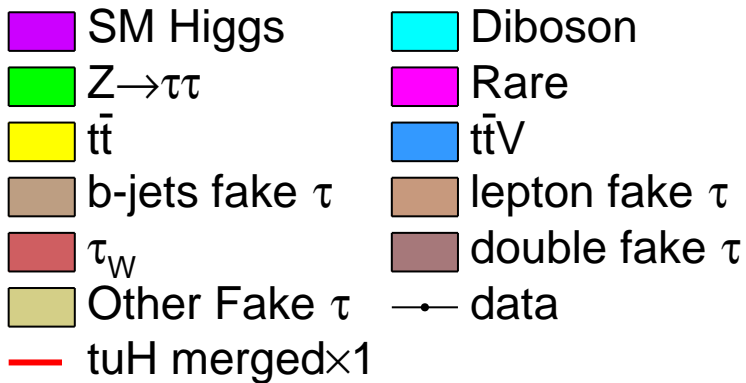 SM Higgs Diboson
Z→ττ Rare
tt̄ tt̄V
b-jets fake τ lepton fake τ
τ_W double fake τ
Other Fake τ data
tuH merged×1